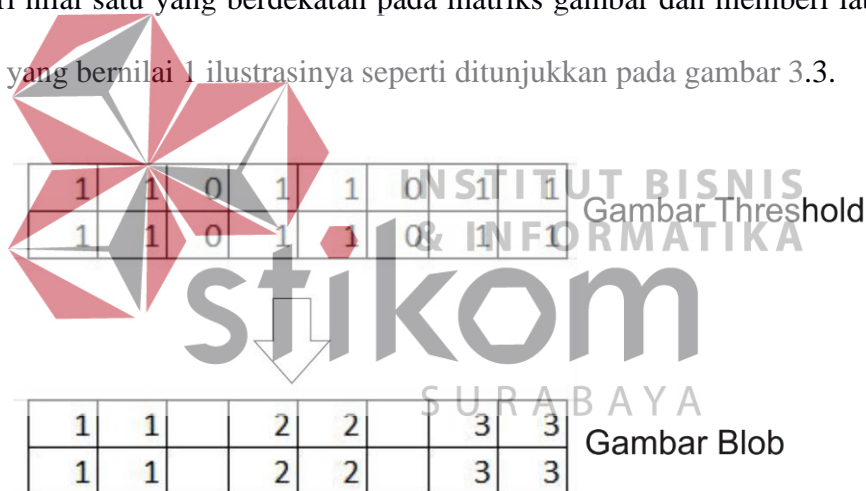 ri nilai satu yang berdekatan pada matriks gambar dan memberi la
yang bernilai 1 ilustrasinya seperti ditunjukkan pada gambar 3.3.
1 1 0 1 1 0 1 1
1 1 0 1 1 0 1 1
Gambar Threshold
INSTITUT BISNIS
& INFORMATIKA
stikom
SURABAYA
1 1 2 2 3 3
1 1 2 2 3 3
Gambar Blob